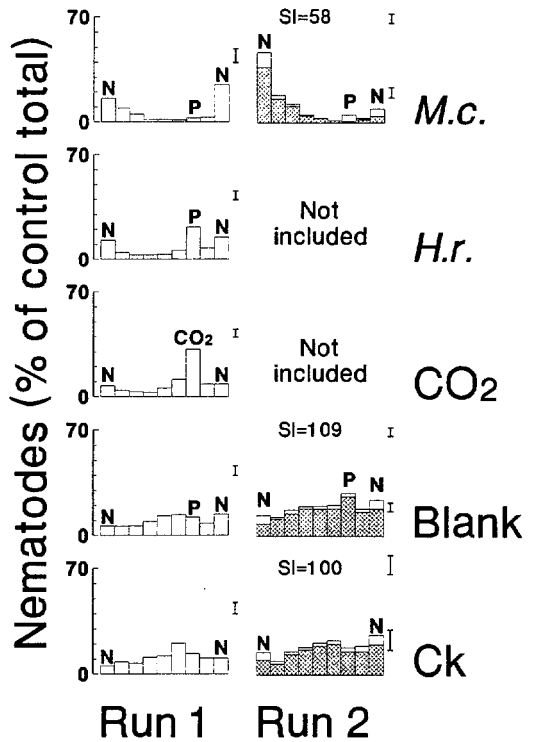 Nematodes (% of control total)
70
0
N
P
N
SI=58
N
P
N
M.c.
70
0
N
P
N
Not
included
H.r.
70
0
N
CO2
N
Not
included
CO2
70
0
N
P
N
SI=109
N
P
N
Blank
70
0
N
N
SI=100
N
N
Ck
Run 1
Run 2